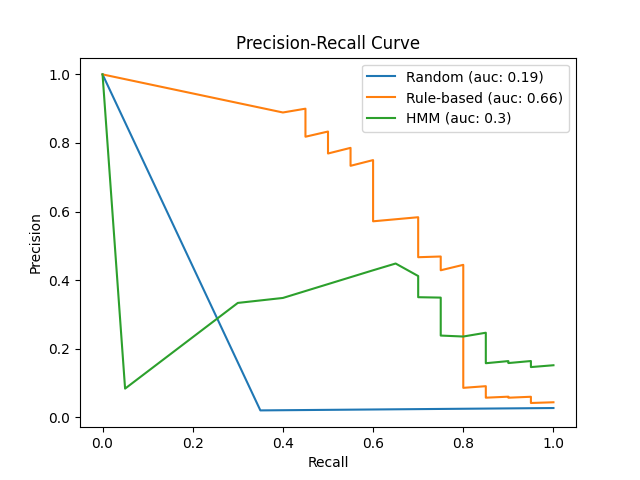 Precision-Recall Curve
Random (auc: 0.19)
Rule-based (auc: 0.66)
HMM (auc: 0.3)
Precision
1.0
0.8
0.6
0.4
0.2
0.0
0.0 0.2 0.4 0.6 0.8 1.0
Recall